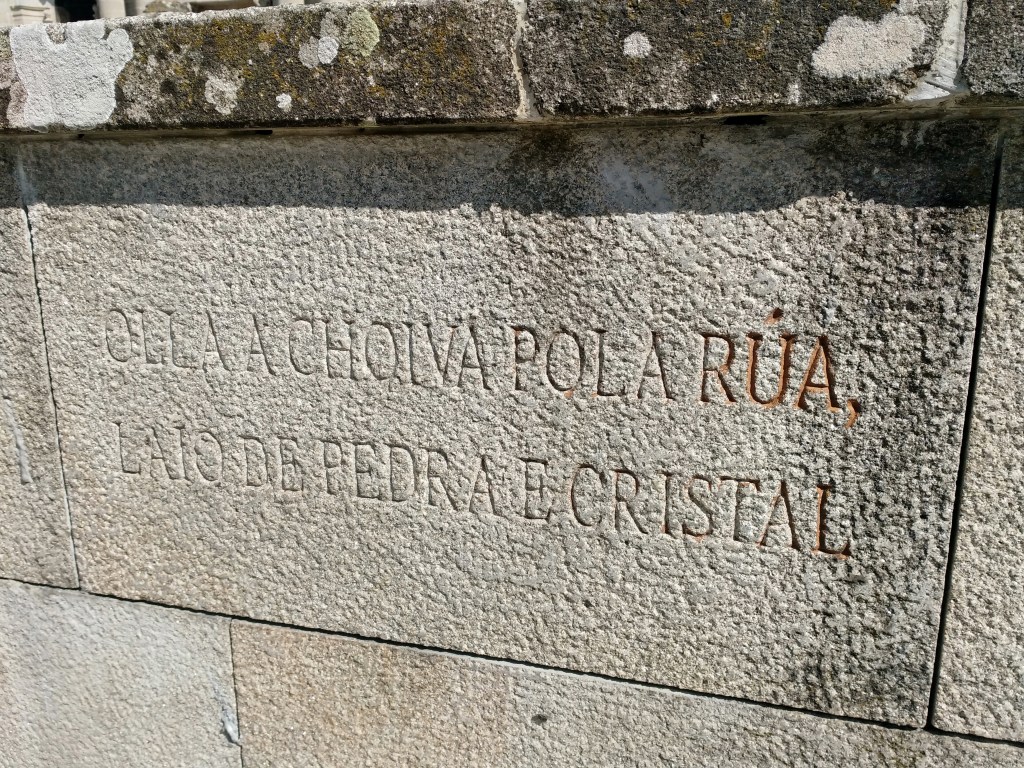 OLLA A CHOIVA POLA RÚA,
LAIO DE PEDRA E CRISTAL